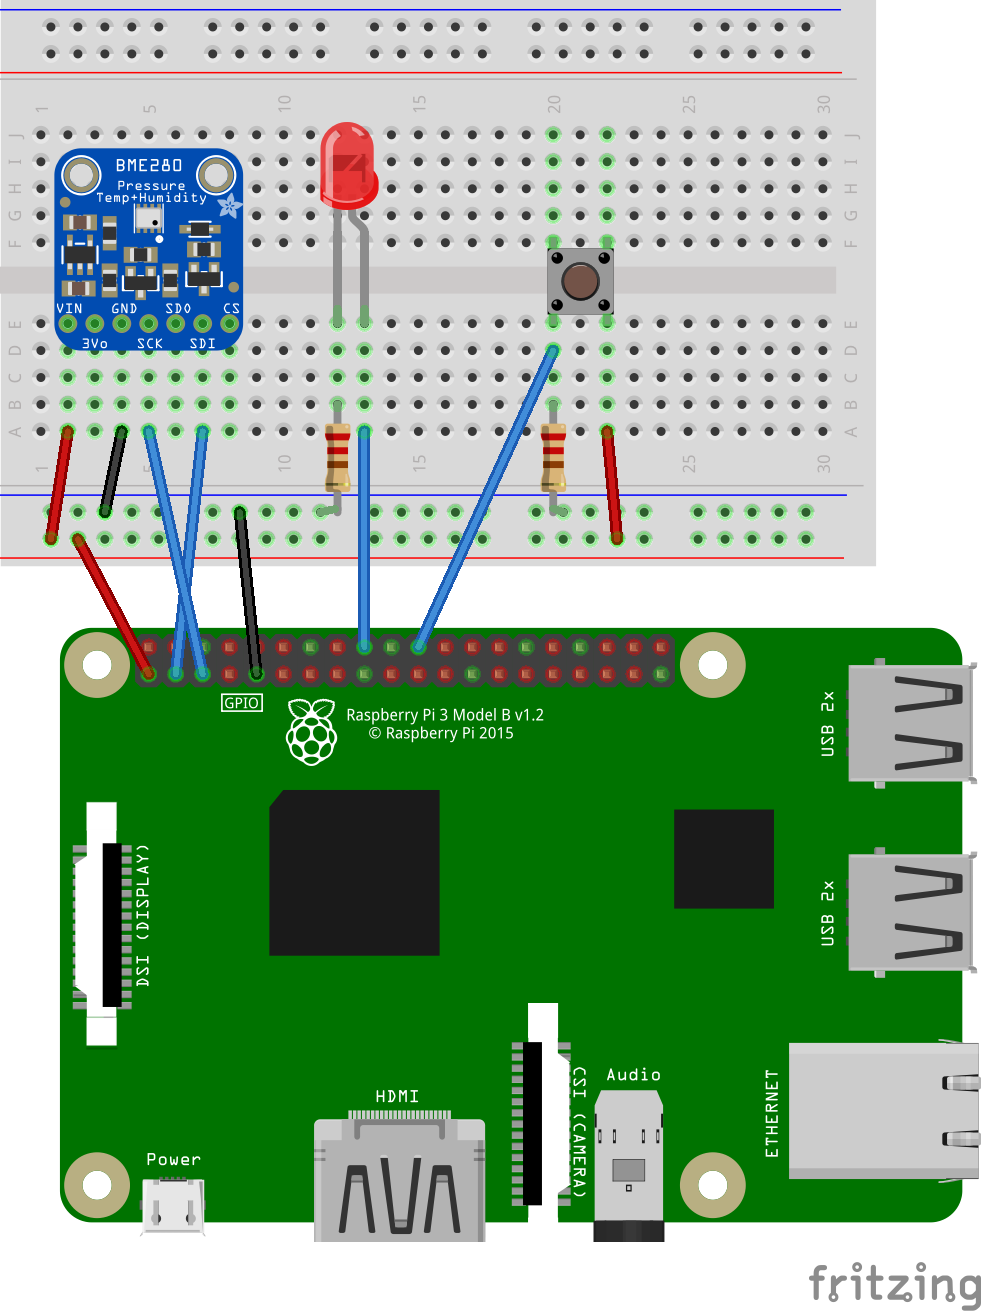 1 5 10 15 20 25 30
J J
I I
H H
G G
F F
BME280
Pressure
Temp+Humidity
VIN GND SDO CS
3Vo SCK SDI
E E
D D
C C
B B
A A
1 5 10 15 20 25 30
GPIO
Raspberry Pi 3 Model B v1.2
© Raspberry Pi 2015
USB 2x
USB 2x
DSI (DISPLAY)
CSI (CAMERA)
Audio
ETHERNET
HDMI
Power
fritzing